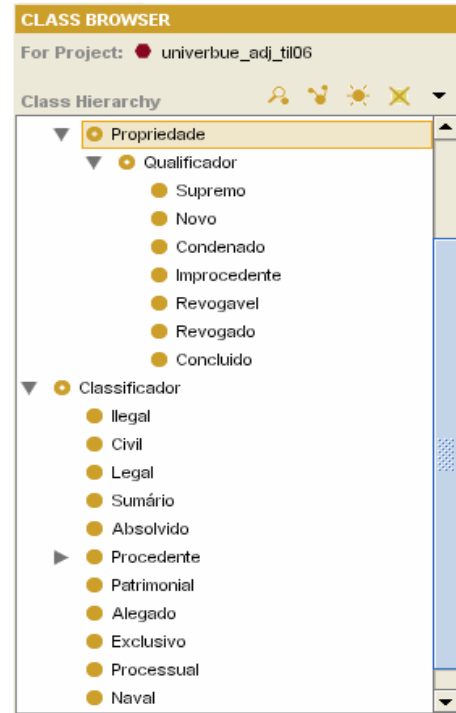 CLASS BROWSER
For Project: univerbue_adj_til06
Class Hierarchy
Propriedade
Qualificador
Supremo
Novo
Condenado
Improcedente
Revogavel
Revogado
Concluido
Classificador
Ilegal
Civil
Legal
Sumário
Absolvido
Procedente
Patrimonial
Alegado
Exclusivo
Processual
Naval